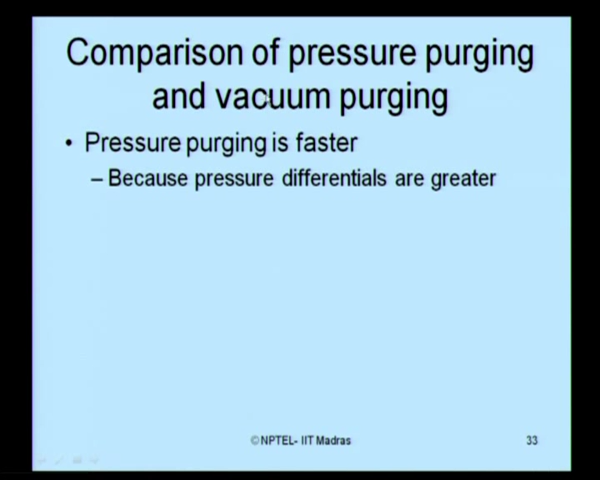 Comparison of pressure purging
and vacuum purging
• Pressure purging is faster
– Because pressure differentials are greater
©NPTEL- IIT Madras
33